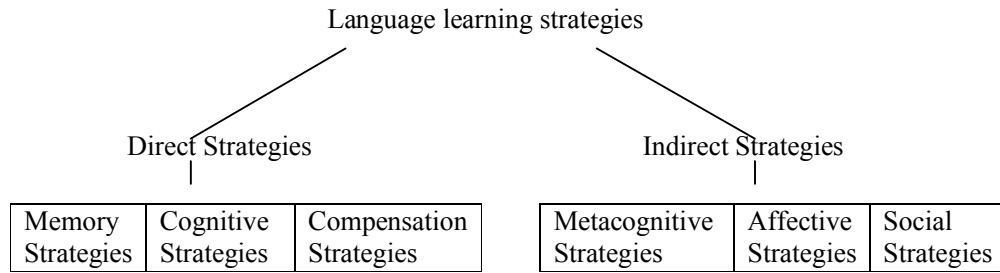 Language learning strategies
Direct Strategies
Indirect Strategies
Memory
Strategies
Cognitive
Strategies
Compensation
Strategies
Metacognitive
Strategies
Affective
Strategies
Social
Strategies